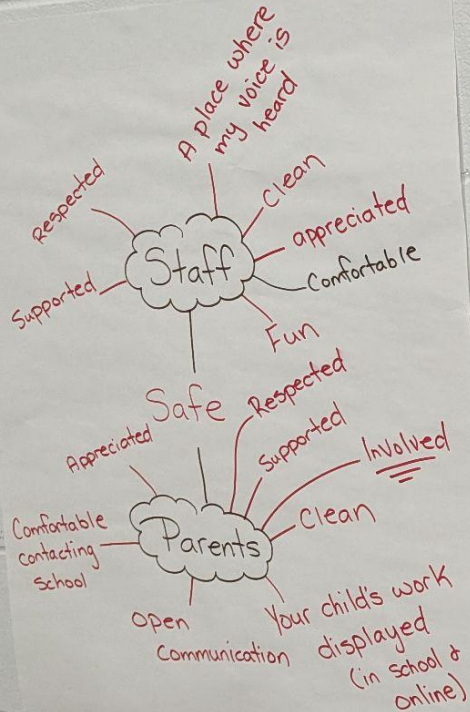 A place where
my voice is
heard
Respected
Clean
appreciated
Staff
Comfortable
Supported
Fun
Safe
Respected
Appreciated
Supported
Involved
Clean
Comfortable
contacting
School
Parents
Open
Communication
Your child's work
displayed
(in school &
online)